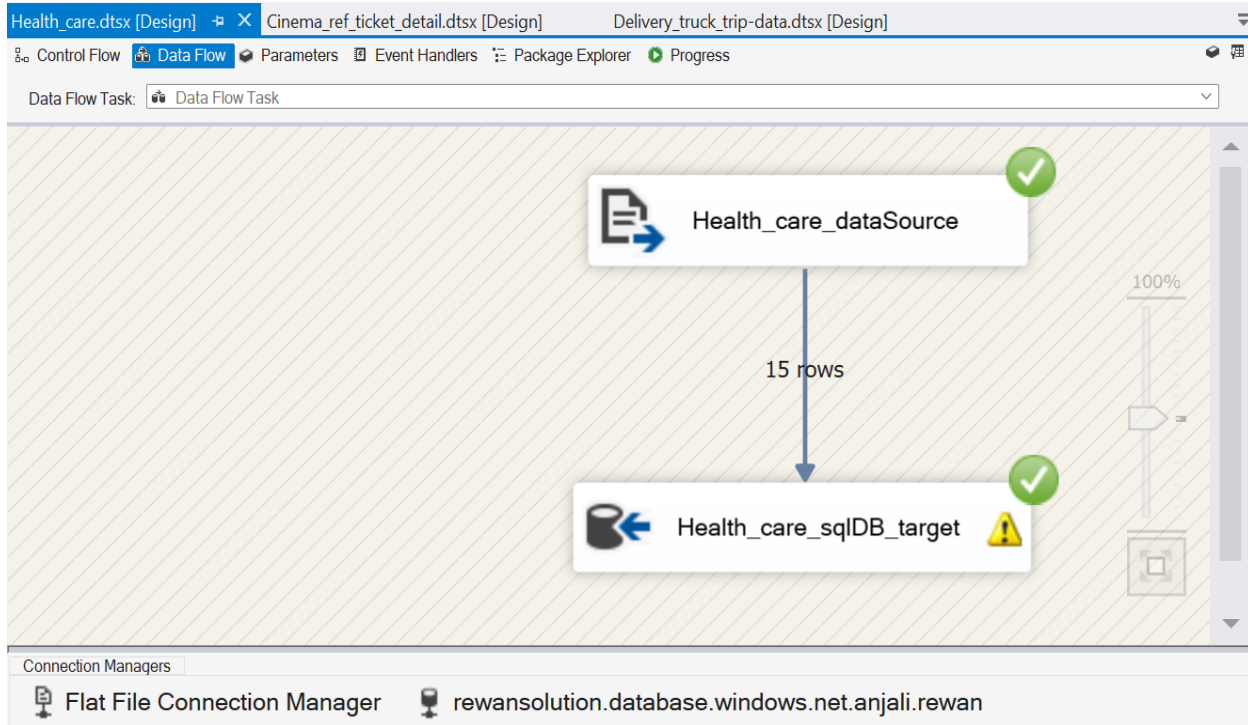 Health_care.dtsx [Design] Cinema_ref_ticket_detail.dtsx [Design] Delivery_truck_trip-data.dtsx [Design]
Control Flow Data Flow Parameters Event Handlers Package Explorer Progress
Data Flow Task: Data Flow Task
Health_care_dataSource
100%
15 rows
Health_care_sqlDB_target
Connection Managers
Flat File Connection Manager rewansolution.database.windows.net.anjali.rewan